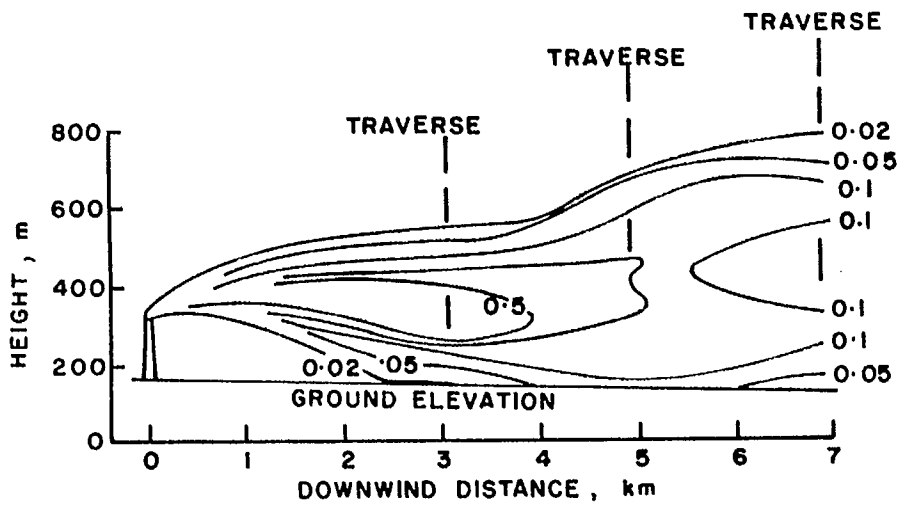 TRAVERSE
TRAVERSE
TRAVERSE
800
600
400
200
0
HEIGHT, m
0·02
0·05
0·1
0·1
0·5
0·1
0·1
0·05
0·02
·05
GROUND ELEVATION
0 1 2 3 4 5 6 7
DOWNWIND DISTANCE, km